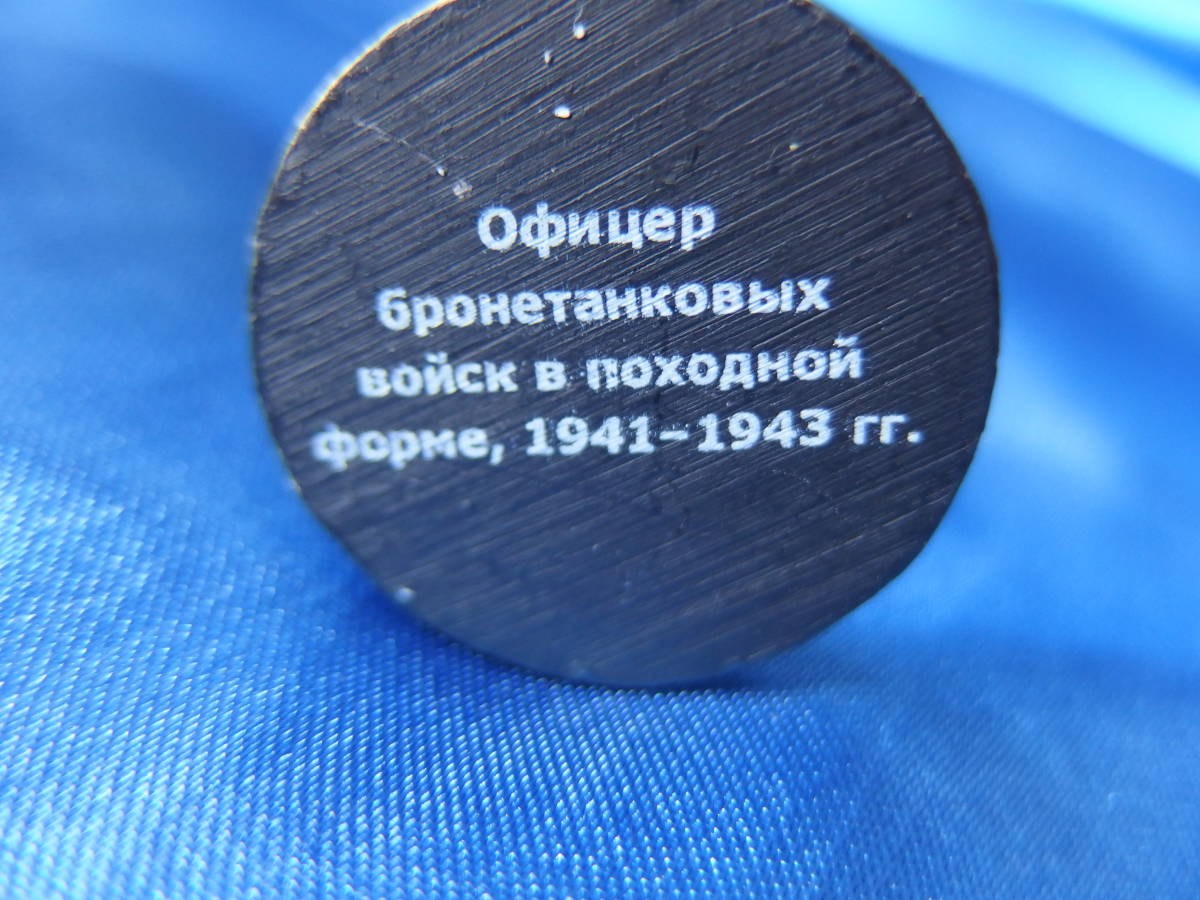 Офицер
бронетанковых
войск в походной
форме, 1941-1943 гг.